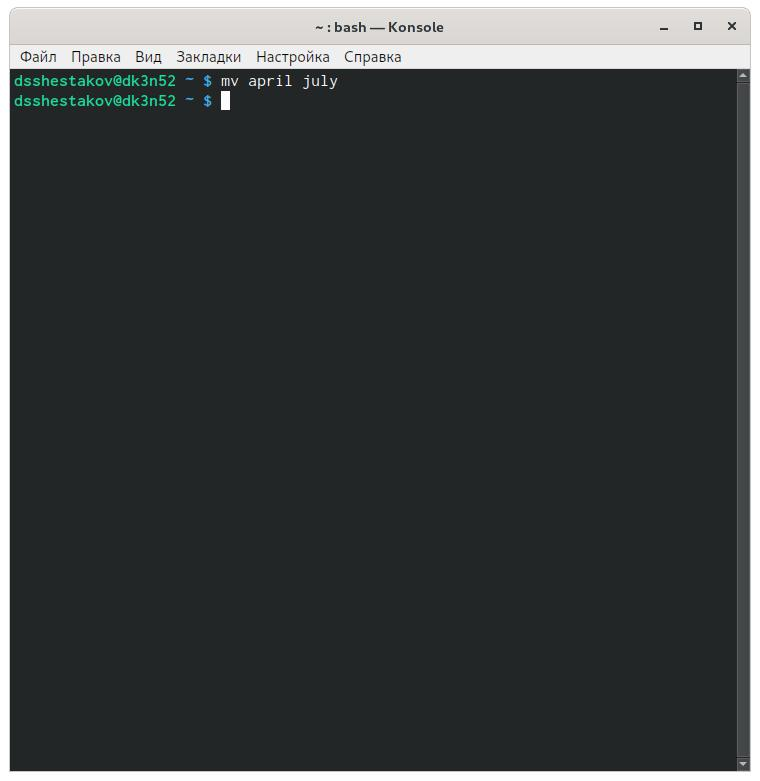 ~ : bash — Konsole
Файл Правка Вид Закладки Настройка Справка
dsshestakov@dk3n52 ~ $ mv april july
dsshestakov@dk3n52 ~ $